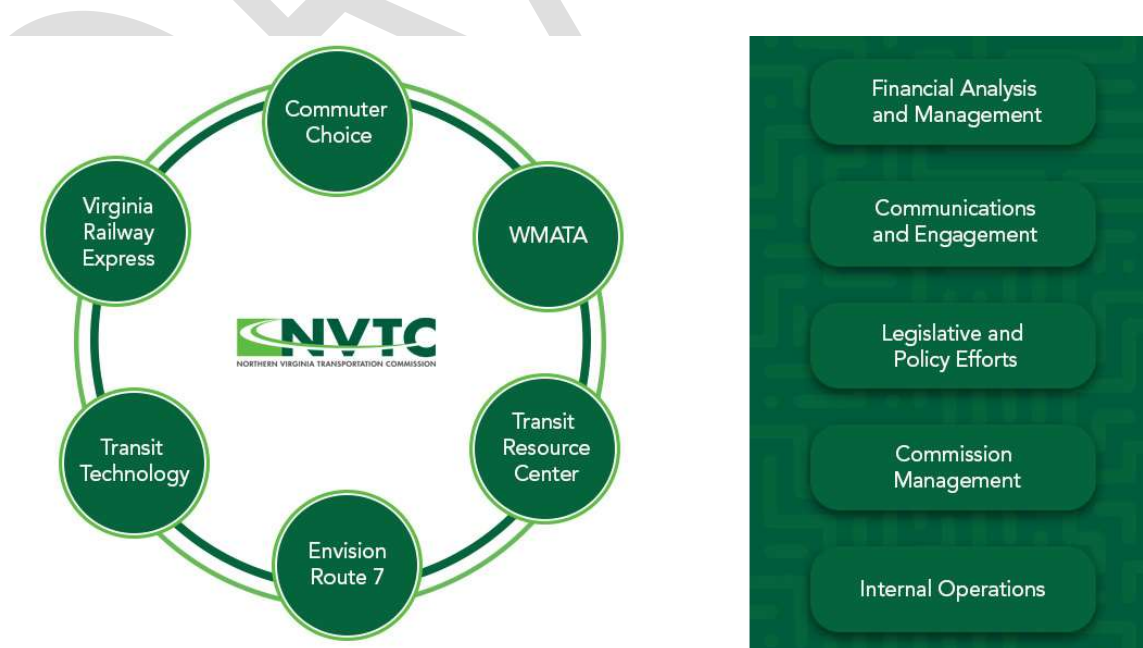 Commuter
Choice
WMATA
Transit
Resource
Center
Envision
Route 7
Transit
Technology
Virginia
Railway
Express
NVTC
NORTHERN VIRGINIA TRANSPORTATION COMMISSION
Financial Analysis
and Management
Communications
and Engagement
Legislative and
Policy Efforts
Commission
Management
Internal Operations